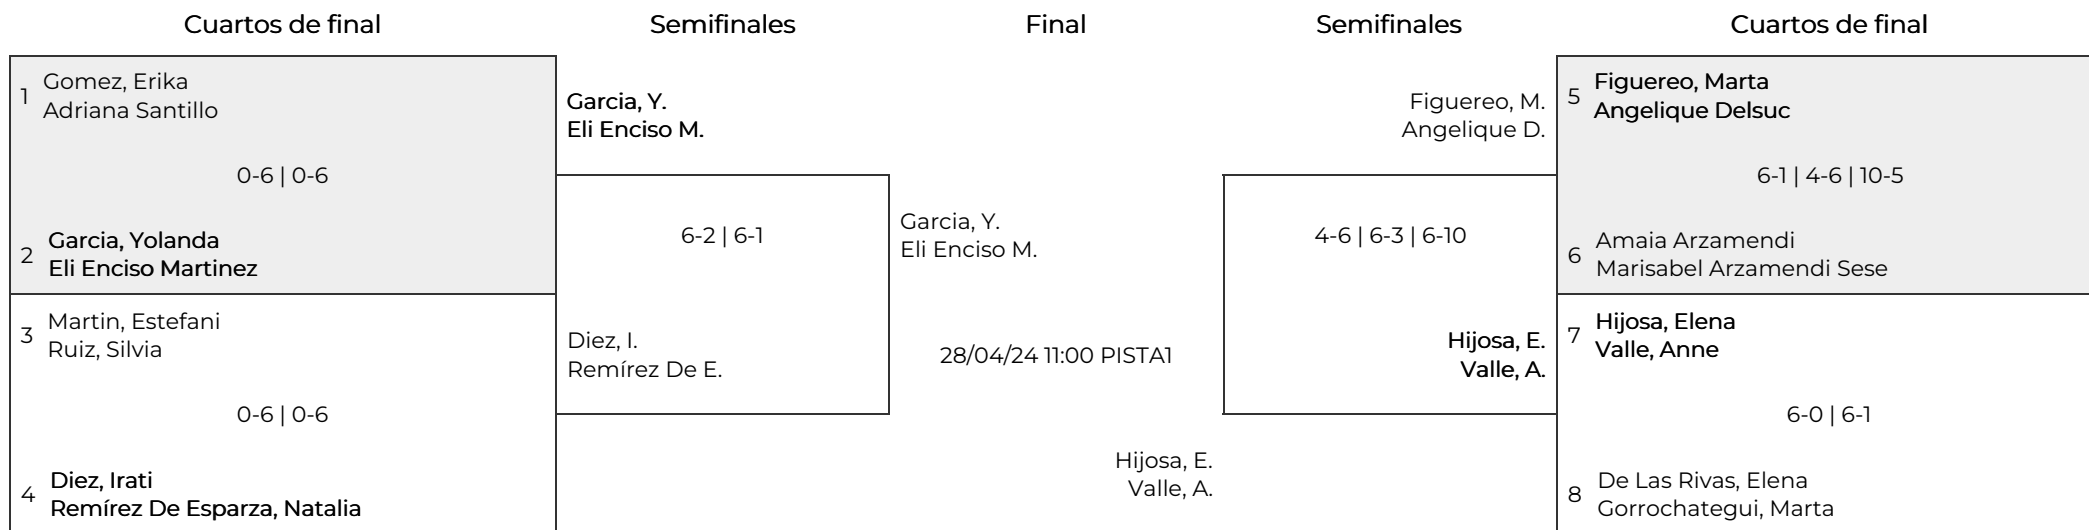 Cuartos de final
Semifinales
Final
Semifinales
Cuartos de final
1
Gomez, Erika
Adriana Santillo
0-6 | 0-6
2
Garcia, Yolanda
Eli Enciso Martinez
3
Martin, Estefani
Ruiz, Silvia
0-6 | 0-6
4
Diez, Irati
Remírez De Esparza, Natalia
Garcia, Y.
Eli Enciso M.
6-2 | 6-1
Diez, I.
Remírez De E.
Garcia, Y.
Eli Enciso M.
28/04/24 11:00 PISTA1
Hijosa, E.
Valle, A.
Figuereo, M.
Angelique D.
4-6 | 6-3 | 6-10
Hijosa, E.
Valle, A.
5
Figuereo, Marta
Angelique Delsuc
6-1 | 4-6 | 10-5
6
Amaia Arzamendi
Marisabel Arzamendi Sese
7
Hijosa, Elena
Valle, Anne
6-0 | 6-1
8
De Las Rivas, Elena
Gorrochategui, Marta